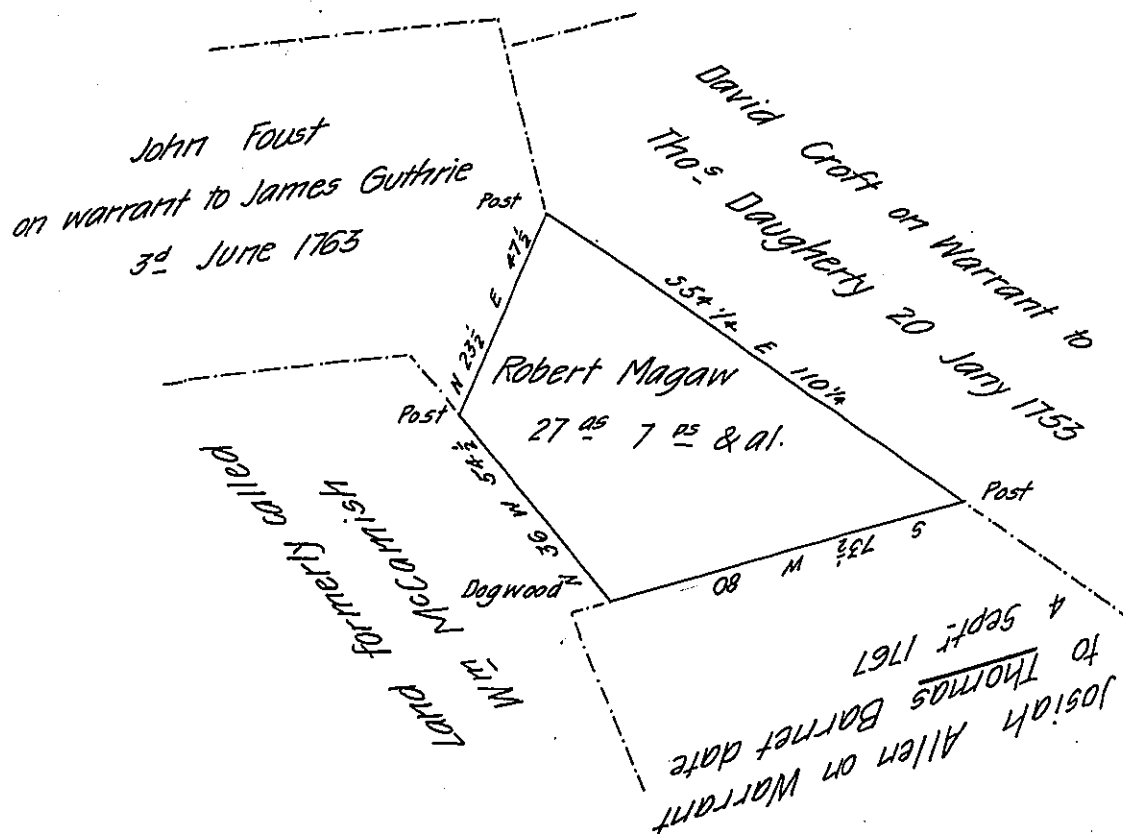 John Foust
on warrant to James Guthrie
3d June 1763
David Croft on Warrant to
Thos Daugherty 20 Jany 1753
Post
N 23½ E 47½
S 54¼ E 110¼
Robert Magaw
27 as 7 ps & al.
Post
Post
N 36 W 54½
S 73½ W 80
Dogwood
Land formerly called
Wm McCamish
Josiah Allen on Warrant
to Thomas Barnet date
4 Septr 1767